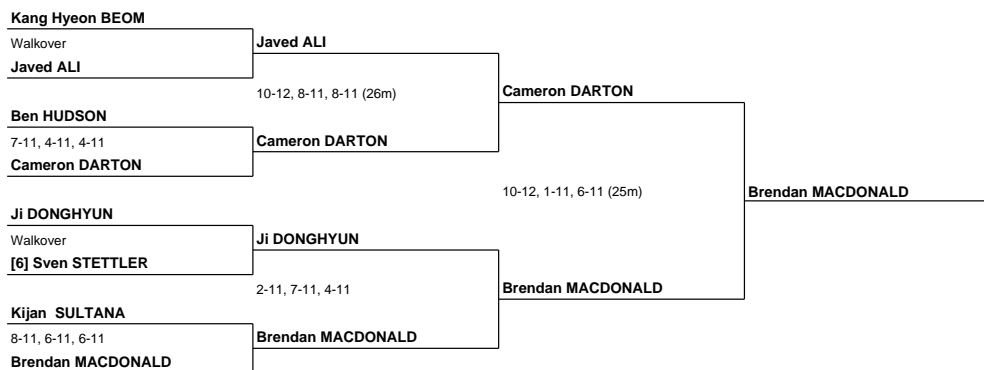 Kang Hyeon BEOM
Walkover
Javed ALI
Javed ALI
10-12, 8-11, 8-11 (26m)
Cameron DARTON
Ben HUDSON
7-11, 4-11, 4-11
Cameron DARTON
Cameron DARTON
10-12, 1-11, 6-11 (25m)
Brendan MACDONALD
Ji DONGHYUN
Walkover
Ji DONGHYUN
[6] Sven STETTLER
2-11, 7-11, 4-11
Brendan MACDONALD
Kijan SULTANA
8-11, 6-11, 6-11
Brendan MACDONALD
Brendan MACDONALD